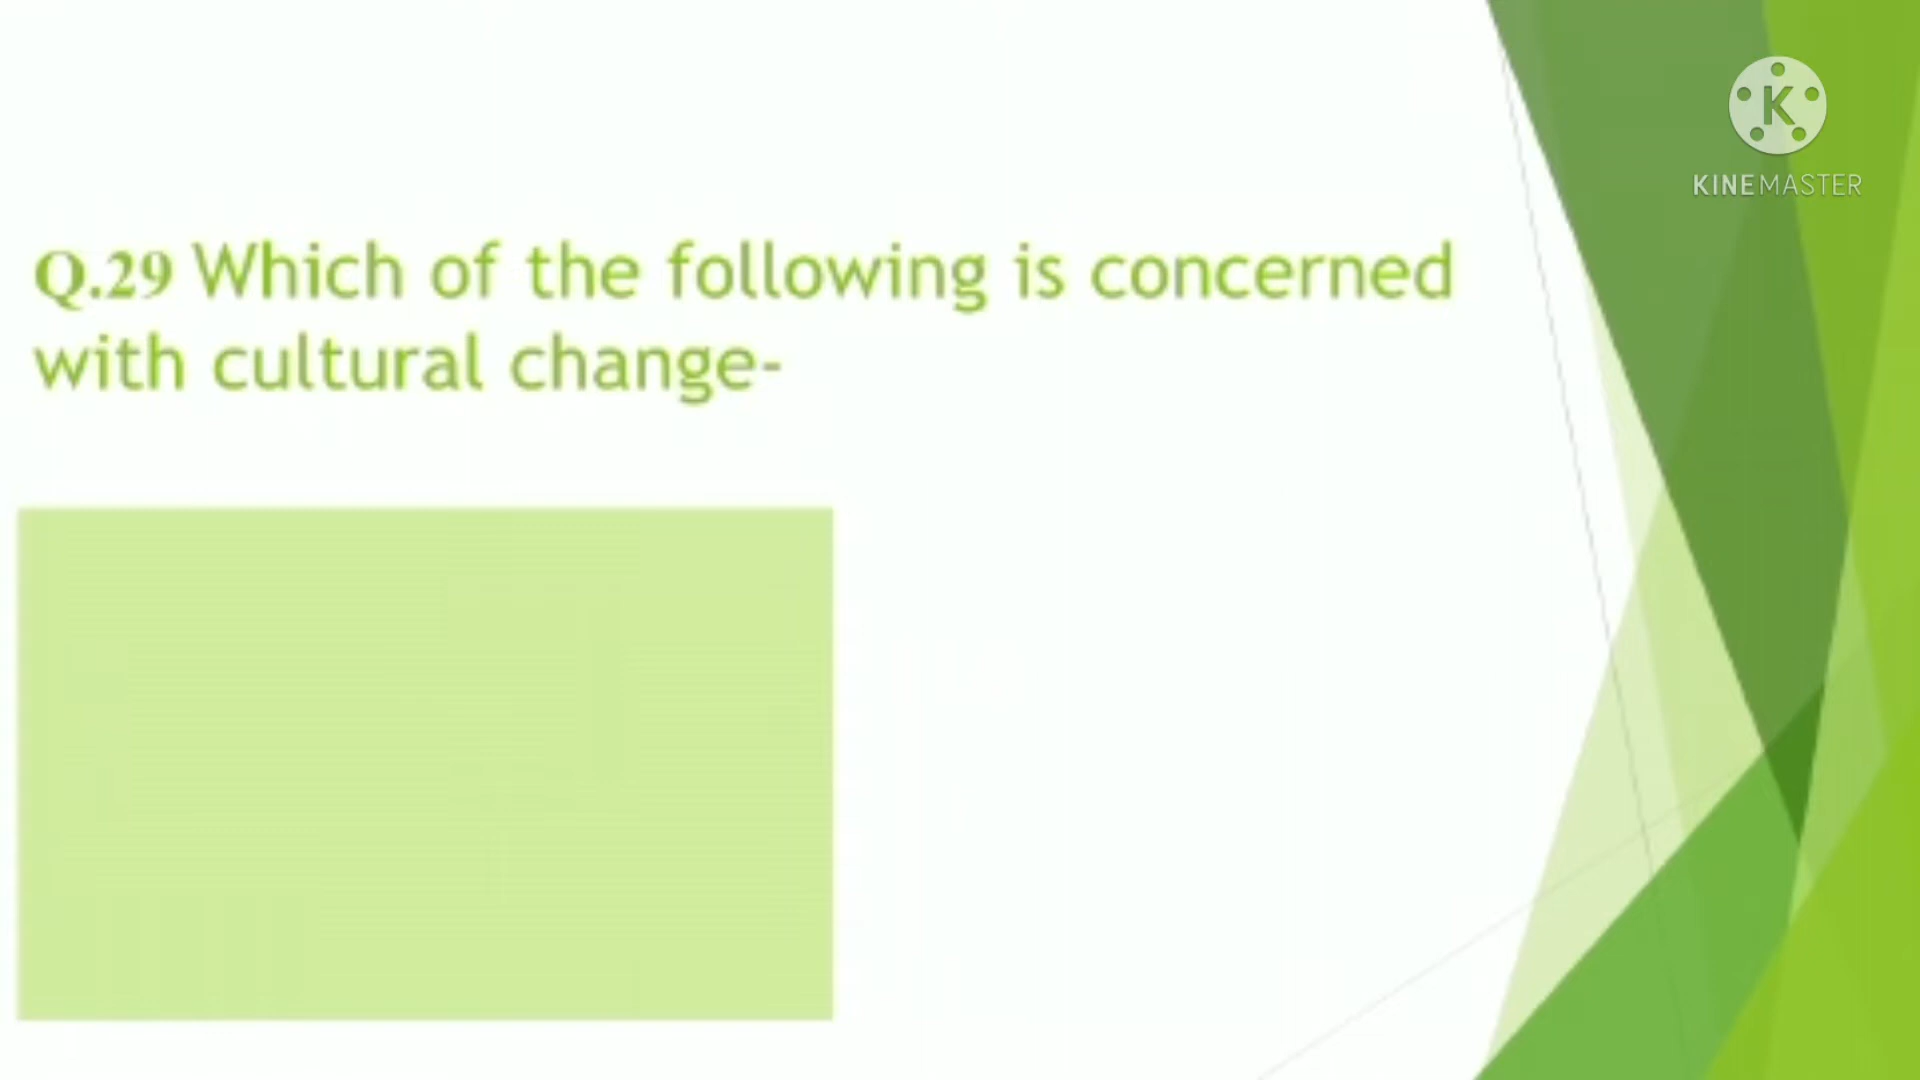 K
KINEMASTER
Q.29 Which of the following is concerned
with cultural change-